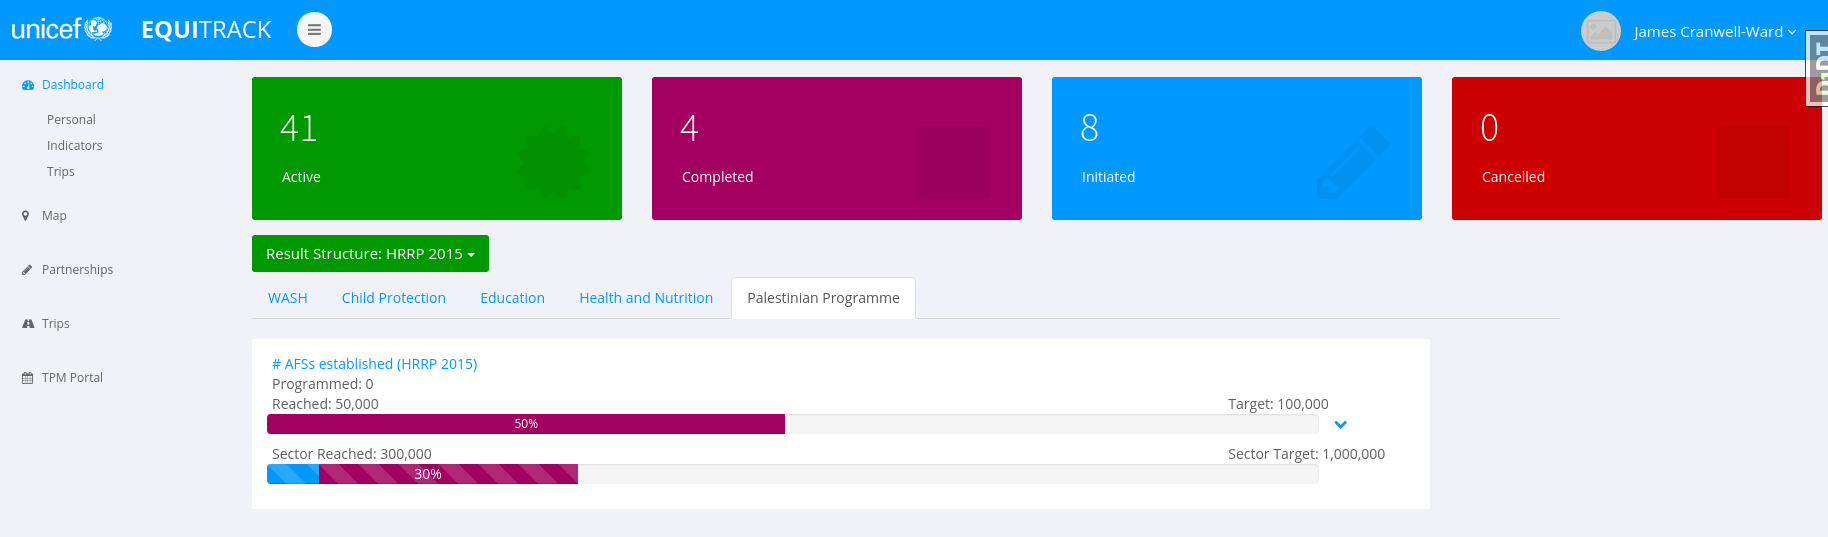 unicef EQUITRACK James Cranwell-Ward
DjDT
Dashboard
Personal
Indicators
Trips
Map
Partnerships
Trips
TPM Portal
41
Active
4
Completed
8
Initiated
0
Cancelled
Result Structure: HRRP 2015
WASH Child Protection Education Health and Nutrition Palestinian Programme
# AFSs established (HRRP 2015)
Programmed: 0
Reached: 50,000 Target: 100,000
50%
Sector Reached: 300,000 Sector Target: 1,000,000
30%